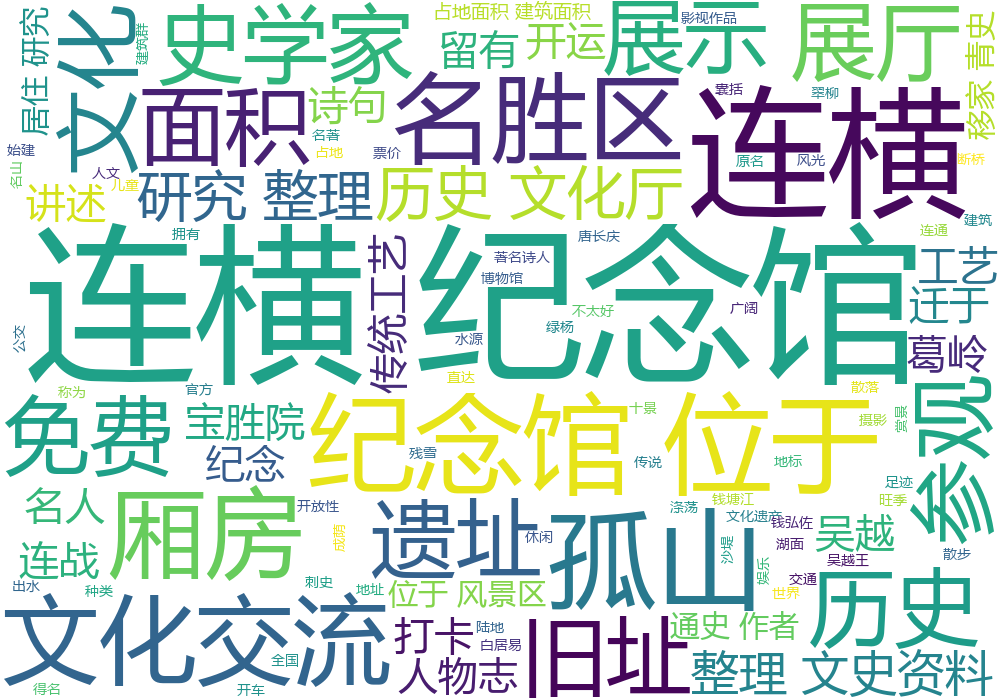 占地面积 建筑面积
影视作品
居住 研究
文化
建筑群
史学家
留有
开运
展示
展厅
移家 青史
始建
名山
面积
诗句
名著
占地
票价
名胜区
囊括
翠柳
连横
原名
风光
断桥
人文
儿童
讲述
研究 整理
历史 文化厅
拥有
唐长庆
连通
建筑
连横 纪念馆
著名诗人
博物馆
传统工艺
工艺
不太好
广阔
绿杨
水源
公交
迁于
葛岭
直达
称为
官方
散落
免费
宝胜院
纪念馆 位于
十景
摄影
赏景
参观
纪念
残雪
传说
地标
足迹
名人
厢房
开放性
遗址
钱塘江
旺季
涤荡
文化遗产
孤山
钱弘佐
吴越
成聘
休闲
湖面
沙堤
连战
吴越王
散步
娱乐
交通
出水
种类
刺史
地址
位于 风景区
世界
历史
文化交流
打卡
陆地
白居易
旧址
通史 作者
全国
人物志
整理 文史资料
得名
开车